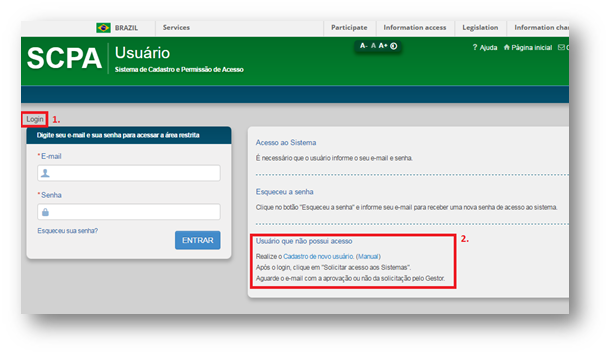 BRAZIL Services Participate Information access Legislation Information
SCPA Usuário
Sistema de Cadastro e Permissão de Acesso
A- A A+
? Ajuda Página inicial
Login 1.
Digite seu e-mail e sua senha para acessar a área restrita
*E-mail
*Senha
Esqueceu sua senha?
ENTRAR
Acesso ao Sistema
É necessário que o usuário informe o seu e-mail e senha.
Esqueceu a senha
Clique no botão "Esqueceu a senha" e informe seu e-mail para receber uma nova senha de acesso ao sistema.
Usuário que não possui acesso 2.
Realize o Cadastro de novo usuário. (Manual)
Após o login, clique em "Solicitar acesso aos Sistemas".
Aguarde o e-mail com a aprovação ou não da solicitação pelo Gestor.